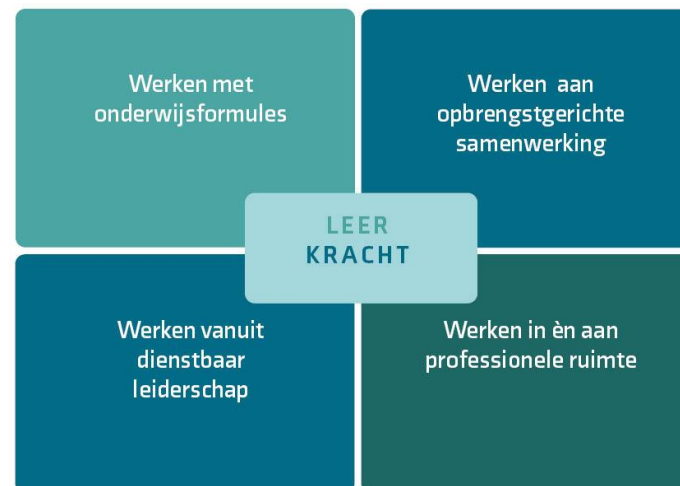 Werken met
onderwijsformules
Werken aan
opbrengstgerichte
samenwerking
LEER
KRACHT
Werken vanuit
dienstbaar
leiderschap
Werken in èn aan
professionele ruimte